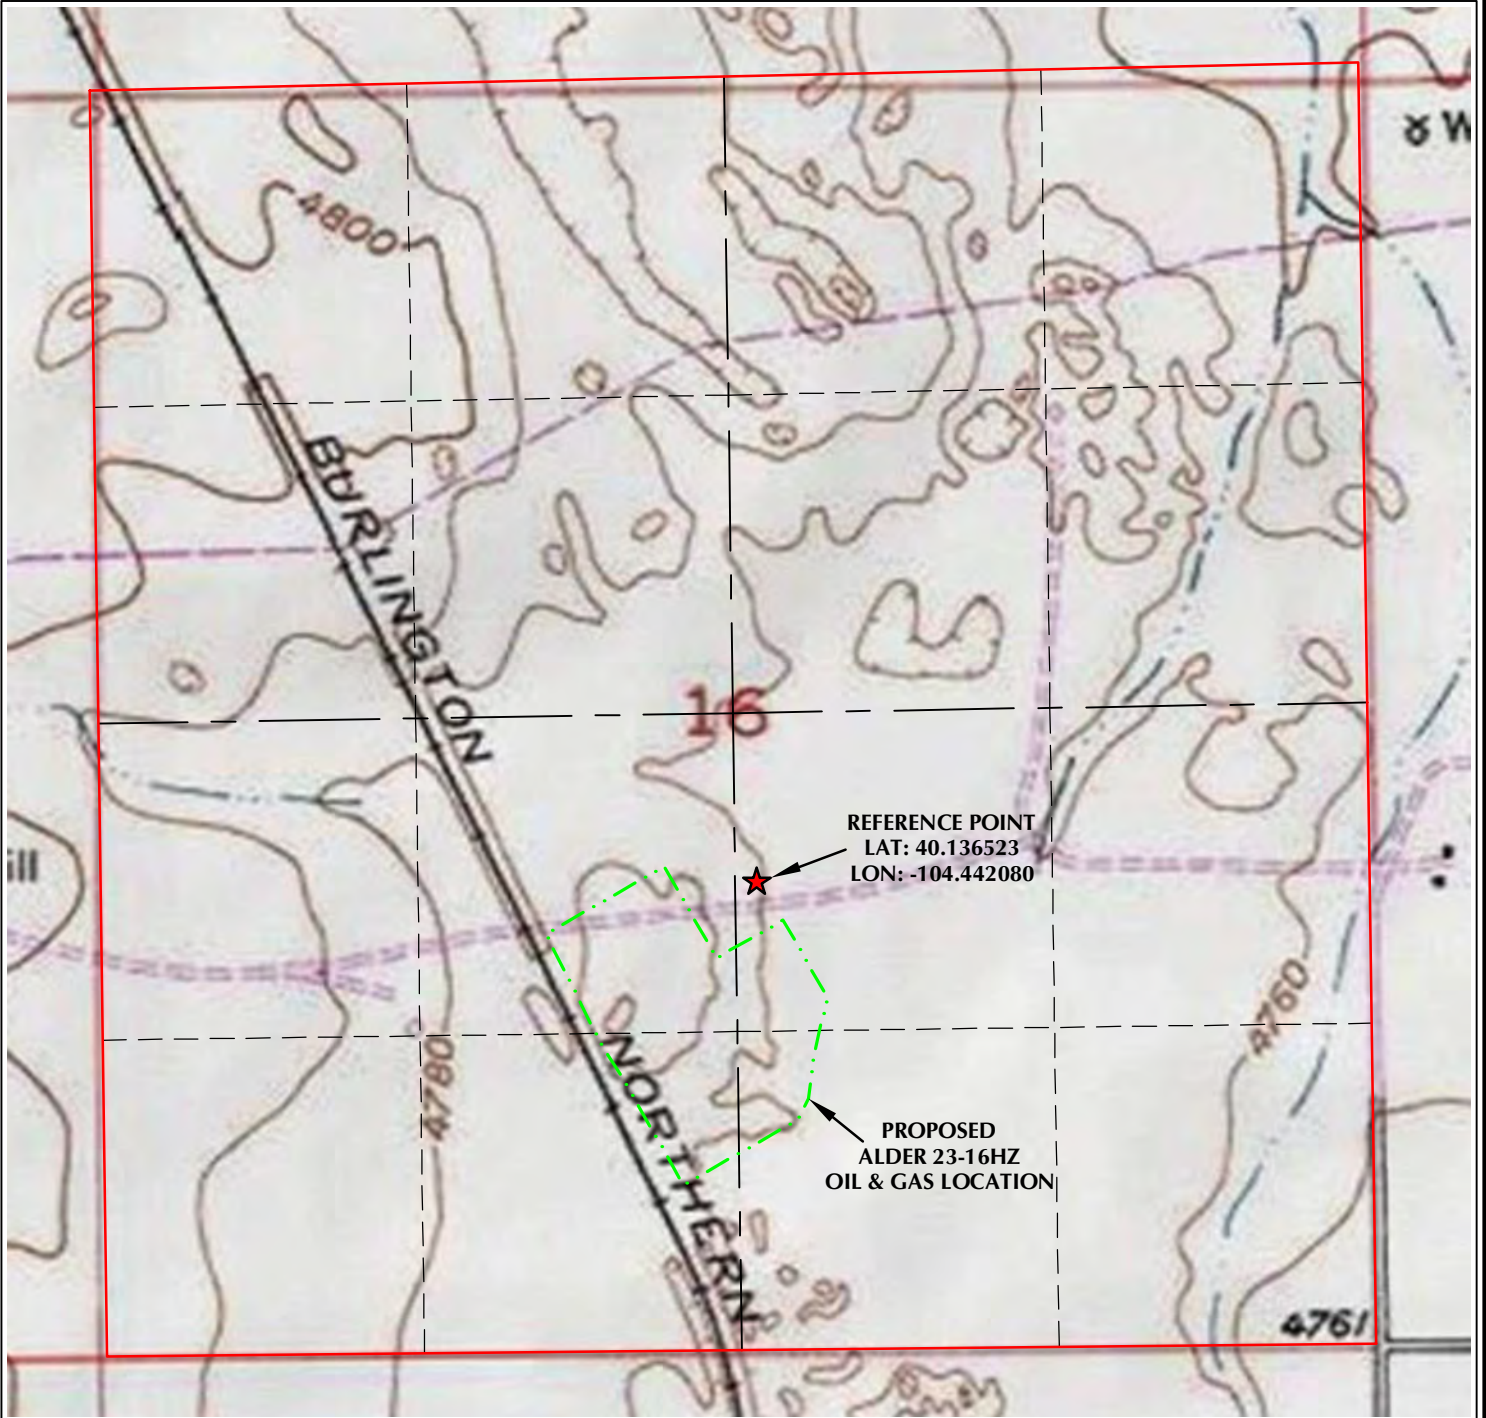 W
4800
BURLINGTON
16
REFERENCE POINT
LAT: 40.136523
LON: -104.442080
ill
4760
4780
NORTHERN
PROPOSED
ALDER 23-16HZ
OIL & GAS LOCATION
4761